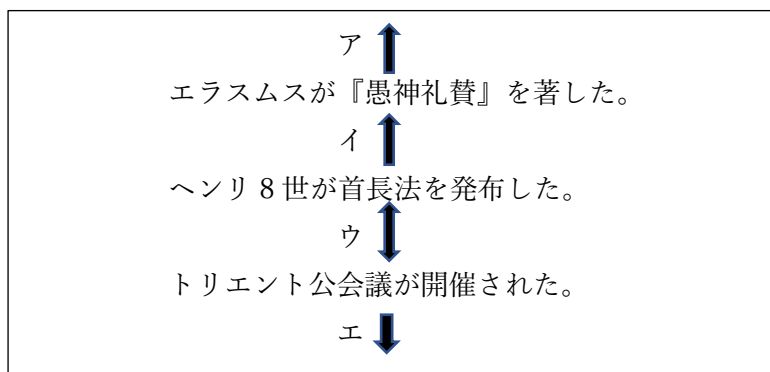 ア
エラスムスが『愚神礼賛』を著した。
イ
ヘンリ８世が首長法を発布した。
ウ
トリエント公会議が開催された。
エ